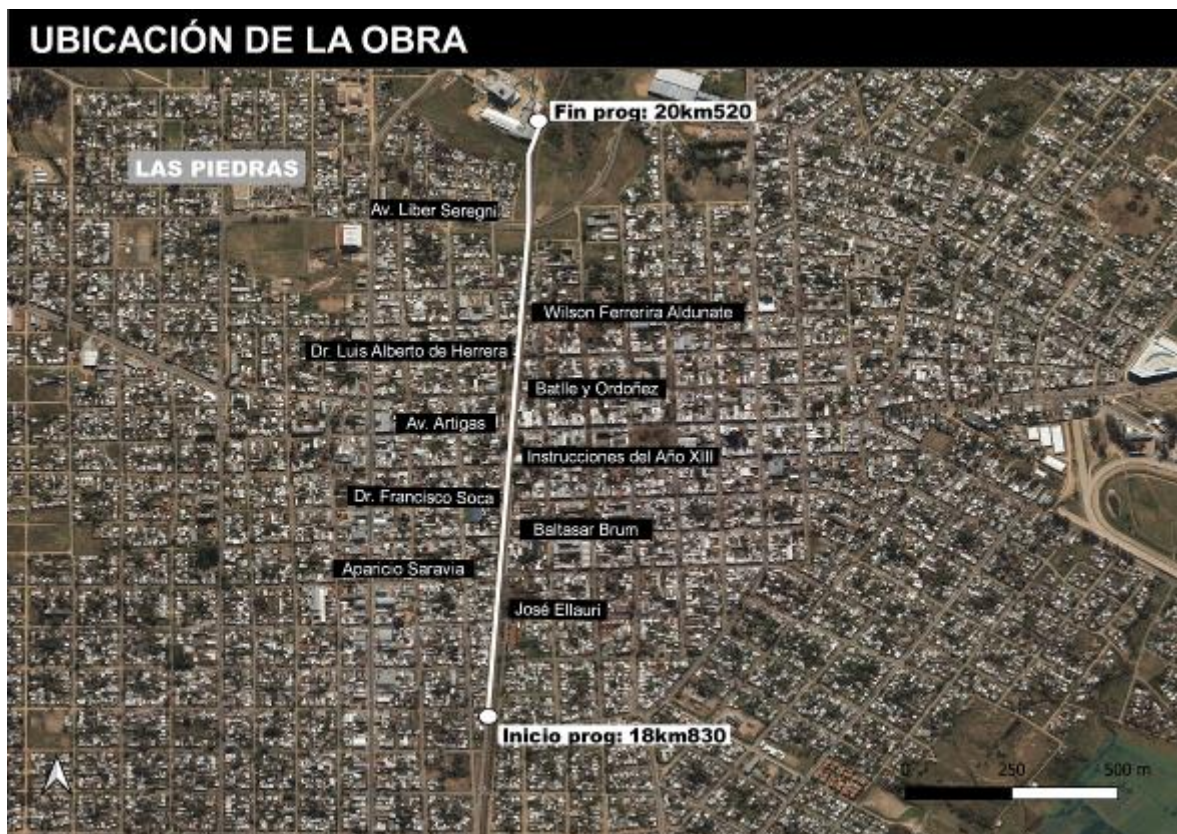 UBICACIÓN DE LA OBRA
Fin prog: 20km520
LAS PIEDRAS
Av. Liber Seregni
Wilson Ferrerira Aldunate
Dr. Luis Alberto de Herrera
Batlle y Ordoñez
Av. Artigas
Instrucciones del Año XIII
Dr. Francisco Soca
Baltasar Brum
Aparicio Saravia
José Ellauri
Inicio prog: 18km830
0 250 500 m